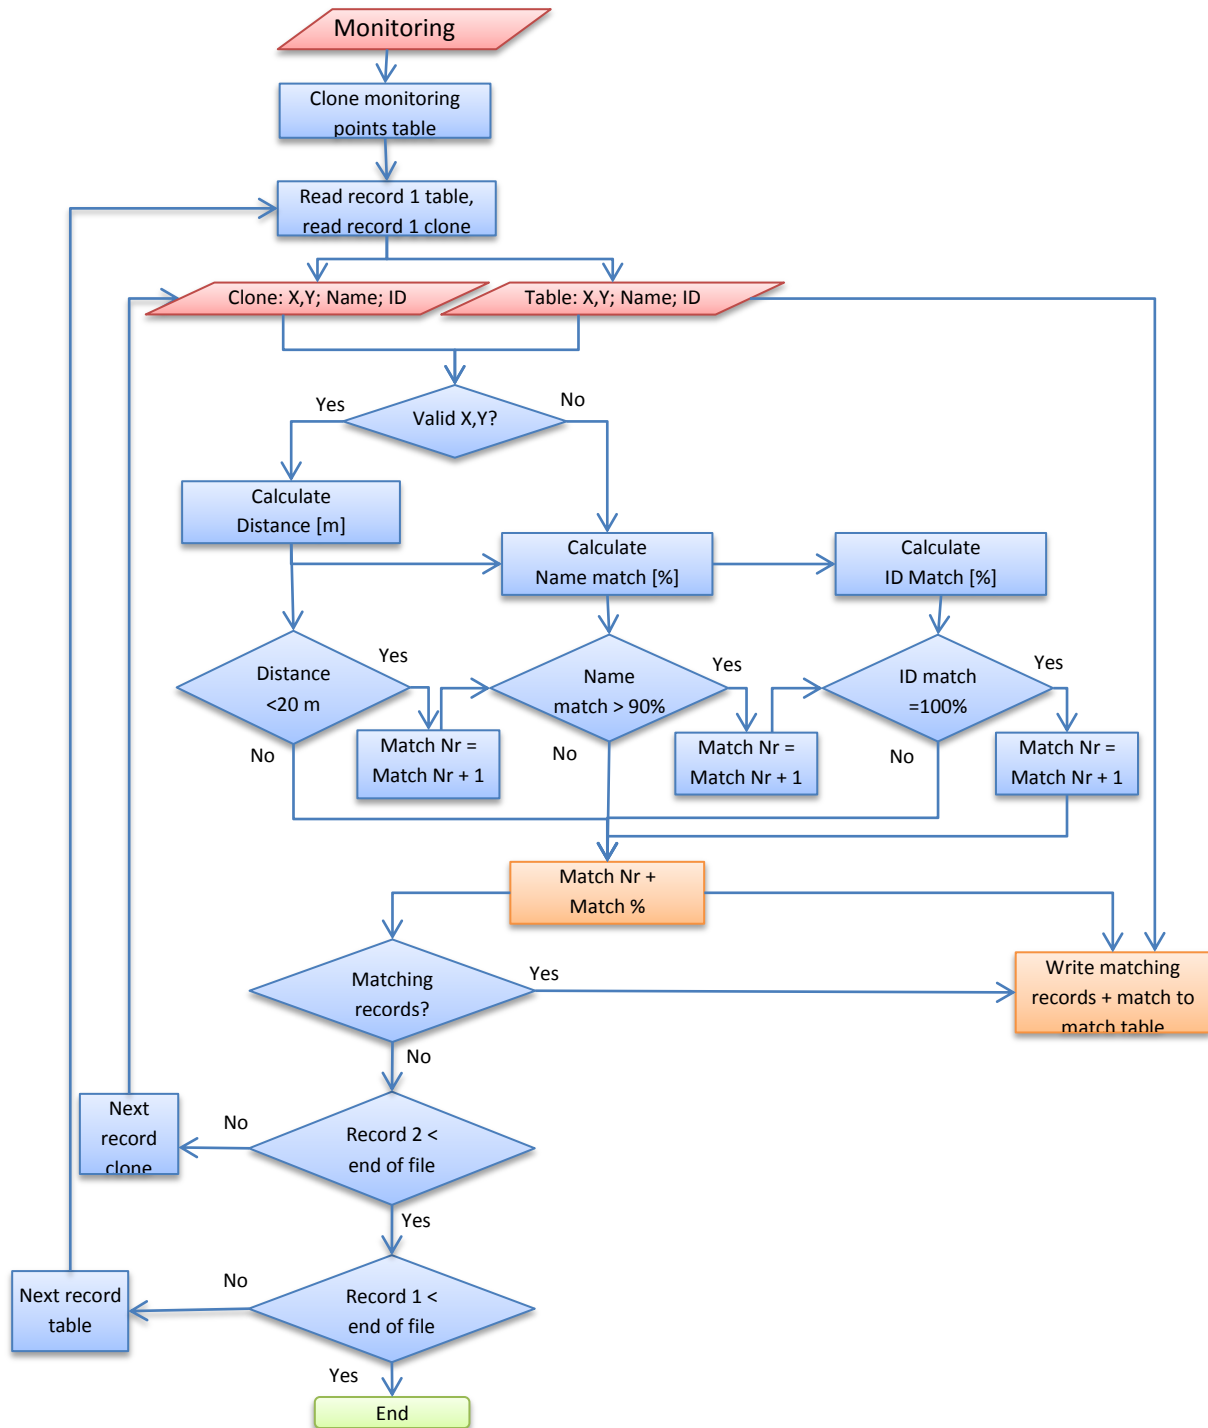 Monitoring
Clone monitoring
points table
Read record 1 table,
read record 1 clone
Clone: X,Y; Name; ID
Table: X,Y; Name; ID
Yes
No
Valid X,Y?
Calculate
Distance [m]
Calculate
Name match [%]
Calculate
ID Match [%]
Distance
<20 m
Yes
No
Name
match > 90%
Yes
No
ID match
=100%
Yes
No
Match Nr =
Match Nr + 1
Match Nr =
Match Nr + 1
Match Nr =
Match Nr + 1
Match Nr +
Match %
Matching
records?
Yes
No
Write matching
records + match to
match table
Next
record
clone
No
Record 2 <
end of file
Yes
Next record
table
No
Record 1 <
end of file
Yes
End